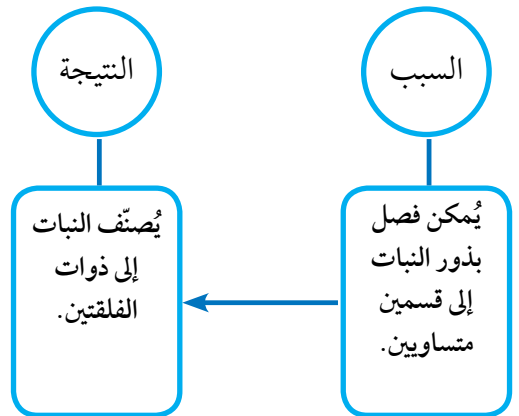 السبب
النتيجة
يُمكن فصل
بذور النبات
إلى قسمين
متساويين.
يُصنّف النبات
إلى ذوات
الفلقتين.